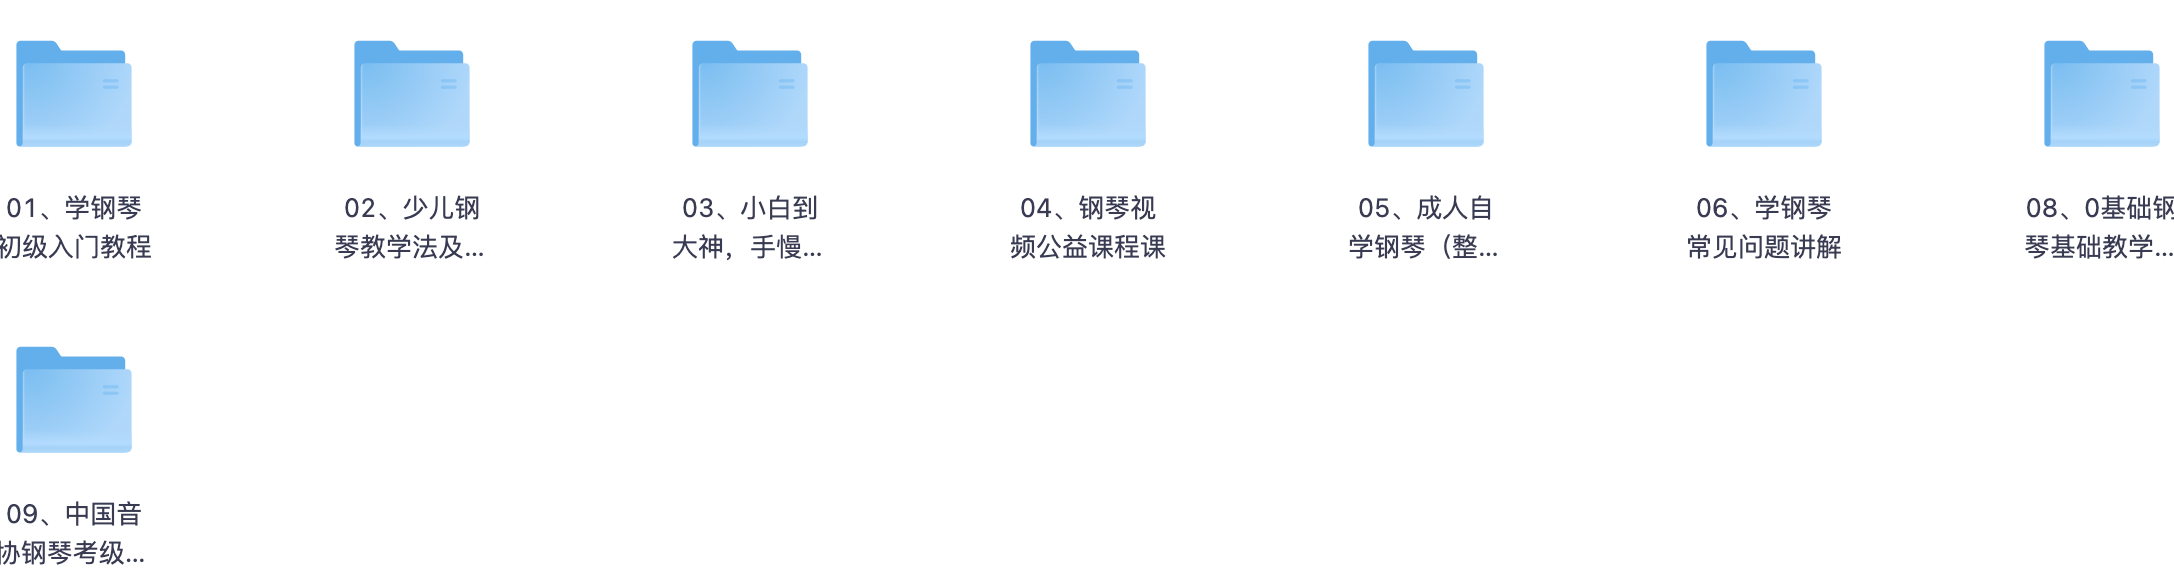 01、学钢琴
初级入门教程
02、少儿钢
琴教学法及...
03、小白到
大神，手慢...
04、钢琴视
频公益课程课
05、成人自
学钢琴（整...
06、学钢琴
常见问题讲解
08、0基础钢
琴基础教学...
09、中国音
协钢琴考级...